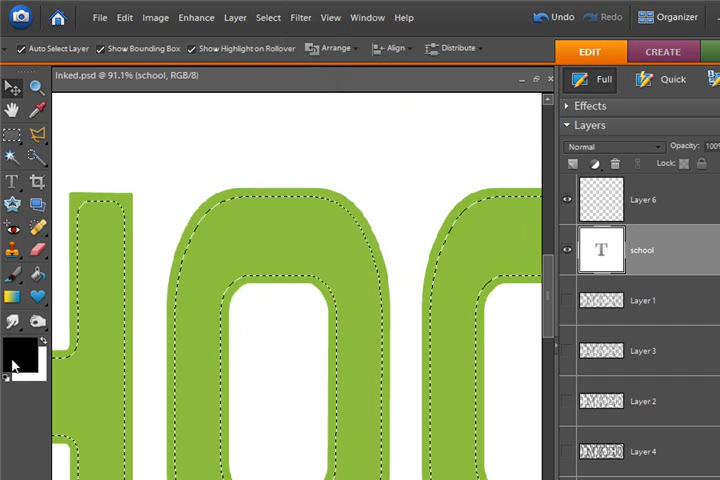 File Edit Image Enhance Layer Select Filter View Window Help Undo Redo Organizer
Auto Select Layer Show Bounding Box Show Highlight on Rollover Arrange Align Distribute EDIT CREATE
Inked.psd @ 91.1% (school, RGB/8)
Full Quick
Effects
Layers
Normal Opacity: 100%
Lock:
Layer 6
T school
Layer 1
Layer 3
Layer 2
Layer 4
HOO